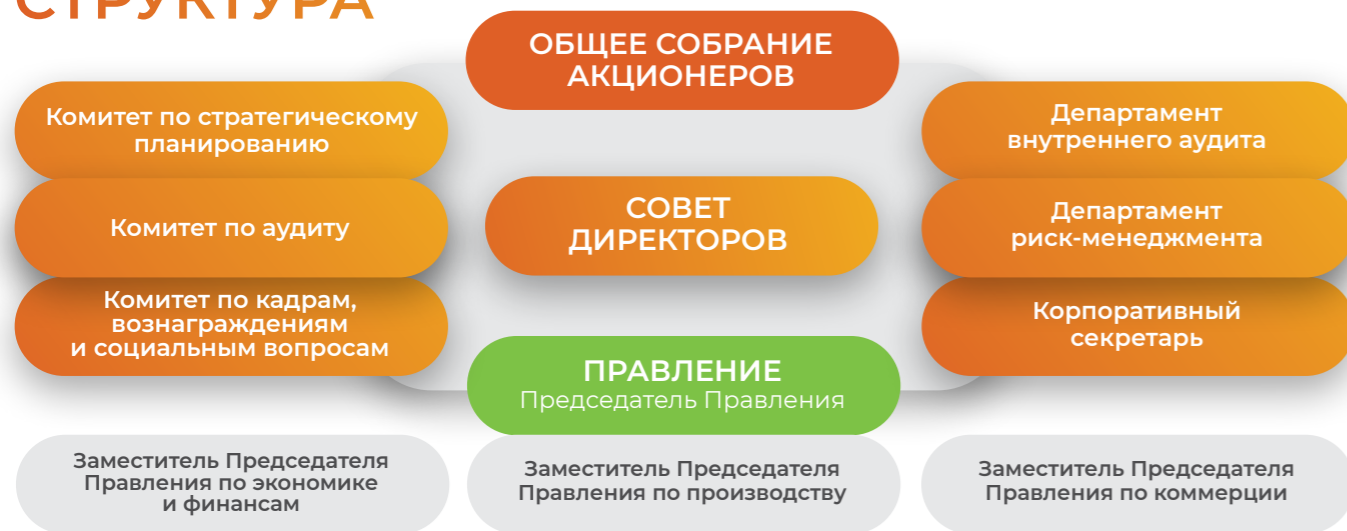 СТРУКТУРА
ОБЩЕЕ СОБРАНИЕ
АКЦИОНЕРОВ
Комитет по стратегическому
планированию
Комитет по аудиту
Комитет по кадрам,
вознаграждениям
и социальным вопросам
СОВЕТ
ДИРЕКТОРОВ
Департамент
внутреннего аудита
Департамент
риск-менеджмента
Корпоративный
секретарь
ПРАВЛЕНИЕ
Председатель Правления
Заместитель Председателя
Правления по экономике
и финансам
Заместитель Председателя
Правления по производству
Заместитель Председателя
Правления по коммерции